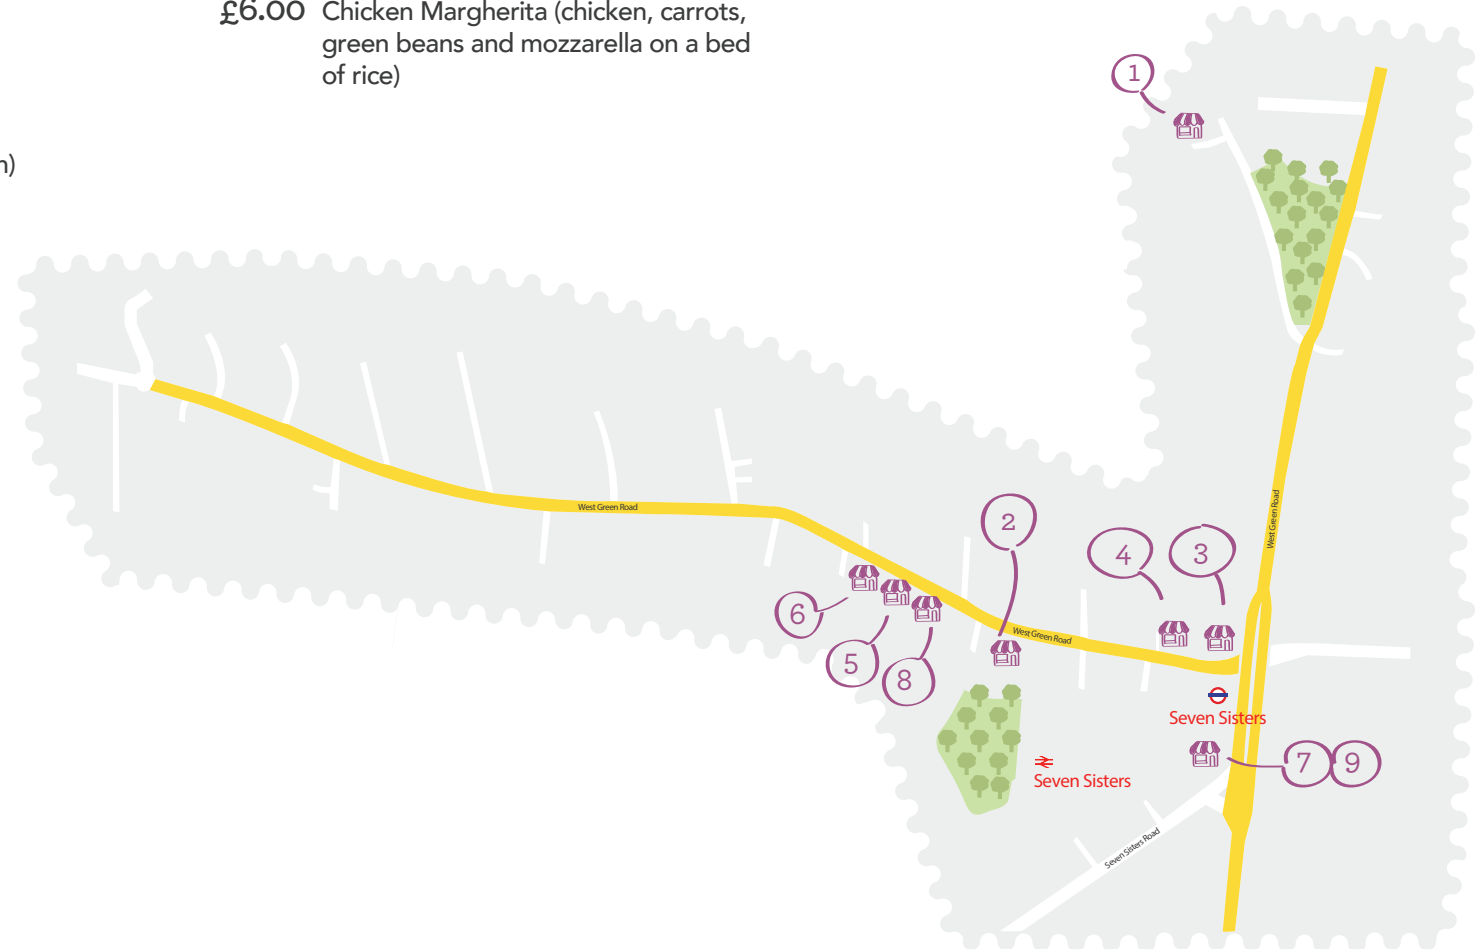 £6.00 Chicken Margherita (chicken, carrots,
green beans and mozzarella on a bed
of rice)
n)
1
2
4
3
6
5
8
West Green Road
West Green Road
West Green Road
Seven Sisters
Seven Sisters
7
9
Seven Sisters Road